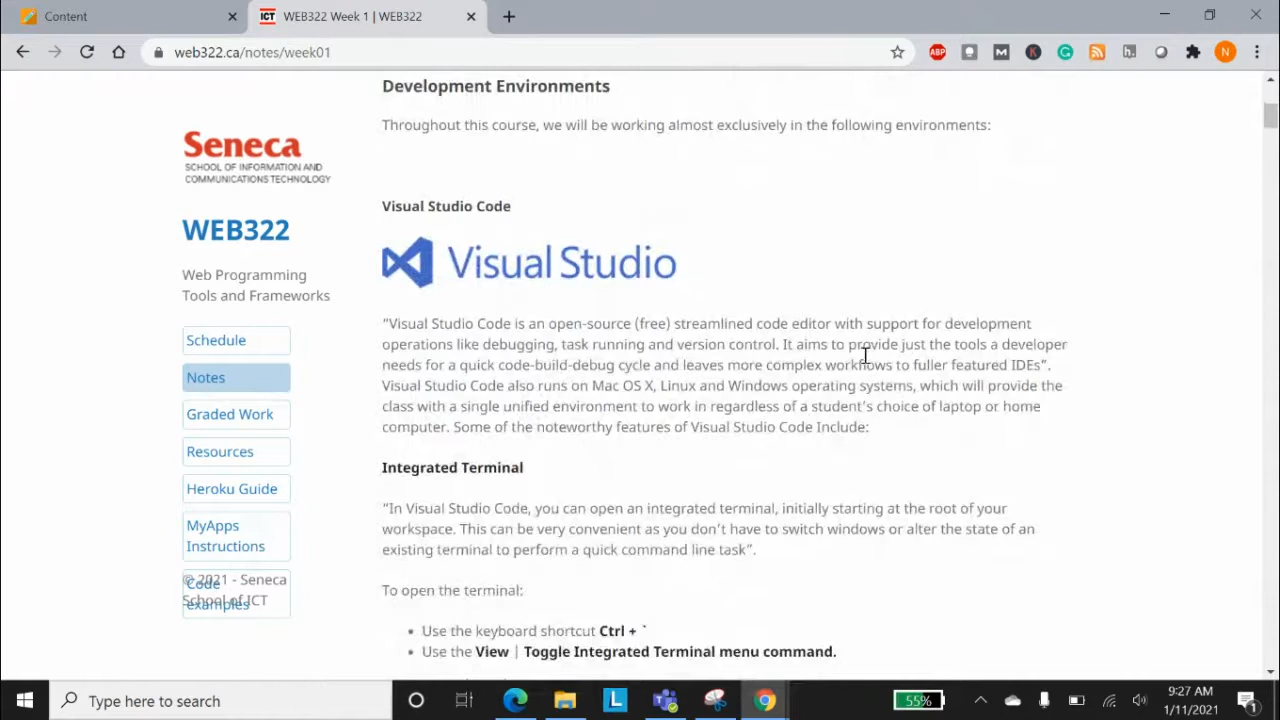 Content
ICT WEB322 Week 1 | WEB322
web322.ca/notes/week01
ABP
N
Development Environments
Throughout this course, we will be working almost exclusively in the following environments:
Seneca
SCHOOL OF INFORMATION AND
COMMUNICATIONS TECHNOLOGY
WEB322
Web Programming
Tools and Frameworks
Schedule
Notes
Graded Work
Resources
Heroku Guide
MyApps
Instructions
Code
examples
© 2021 - Seneca
School of ICT
Visual Studio Code
Visual Studio
“Visual Studio Code is an open-source (free) streamlined code editor with support for development
operations like debugging, task running and version control. It aims to provide just the tools a developer
needs for a quick code-build-debug cycle and leaves more complex workflows to fuller featured IDEs”.
Visual Studio Code also runs on Mac OS X, Linux and Windows operating systems, which will provide the
class with a single unified environment to work in regardless of a student’s choice of laptop or home
computer. Some of the noteworthy features of Visual Studio Code Include:
Integrated Terminal
“In Visual Studio Code, you can open an integrated terminal, initially starting at the root of your
workspace. This can be very convenient as you don’t have to switch windows or alter the state of an
existing terminal to perform a quick command line task”.
To open the terminal:
• Use the keyboard shortcut Ctrl + `
• Use the View | Toggle Integrated Terminal menu command.
Type here to search
L
55%
9:27 AM
1/11/2021
1